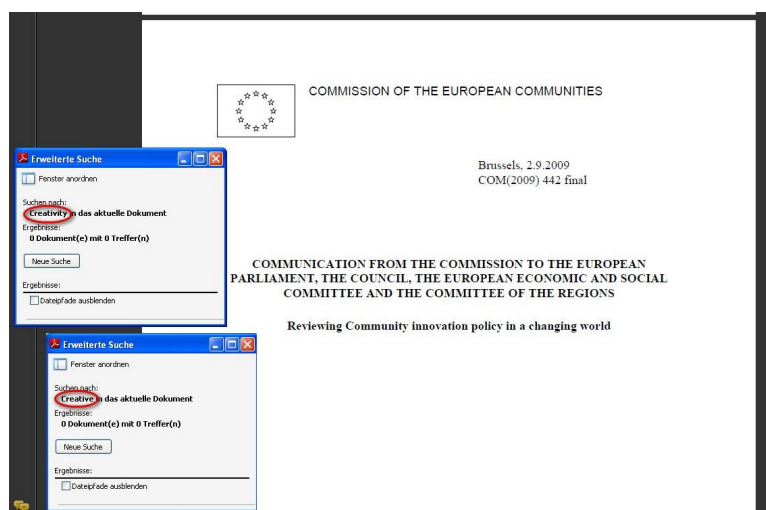 COMMISSION OF THE EUROPEAN COMMUNITIES
Brussels, 2.9.2009
COM(2009) 442 final
COMMUNICATION FROM THE COMMISSION TO THE EUROPEAN
PARLIAMENT, THE COUNCIL, THE EUROPEAN ECONOMIC AND SOCIAL
COMMITTEE AND THE COMMITTEE OF THE REGIONS
Reviewing Community innovation policy in a changing world
Erweiterte Suche
Fenster anordnen
Suchen nach:
Creativity in das aktuelle Dokument
Ergebnisse:
0 Dokument(e) mit 0 Treffer(n)
Neue Suche
Ergebnisse:
Dateipfade ausblenden
Erweiterte Suche
Fenster anordnen
Suchen nach:
Creative in das aktuelle Dokument
Ergebnisse:
0 Dokument(e) mit 0 Treffer(n)
Neue Suche
Ergebnisse:
Dateipfade ausblenden